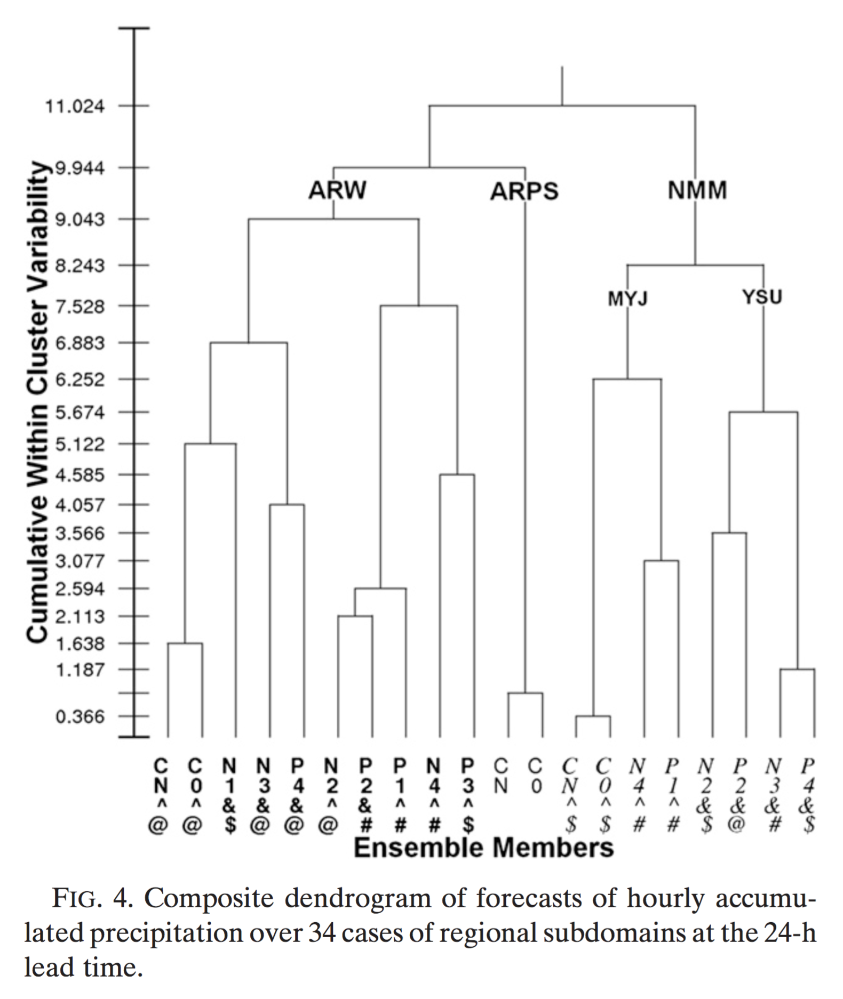 11.024
9.944
9.043
8.243
7.528
6.883
6.252
5.674
5.122
4.585
4.057
3.566
3.077
2.594
2.113
1.638
1.187
0.366
Cumulative Within Cluster Variability
ARW
ARPS
NMM
MYJ
YSU
C C N N P N P P N P C C C C N P N P N P
N 0 1 3 4 2 2 1 4 3 N 0 N 0 4 1 2 2 3 4
^ ^ & & & ^ & ^ ^ ^ ^ ^ ^ ^ & & & &
@ @ $ @ @ @ # # # $ $ $ # # $ @ # $
Ensemble Members
FIG. 4. Composite dendrogram of forecasts of hourly accumu-
lated precipitation over 34 cases of regional subdomains at the 24-h
lead time.